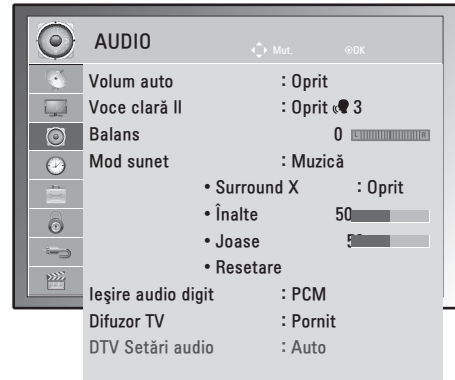 AUDIO
Mut. OK
Volum auto : Oprit
Voce clară II : Oprit 3
Balans 0 L R
Mod sunet : Muzică
• Surround X : Oprit
• Înalte 50
• Joase
• Resetare
Ieşire audio digit : PCM
Difuzor TV : Pornit
DTV Setări audio : Auto